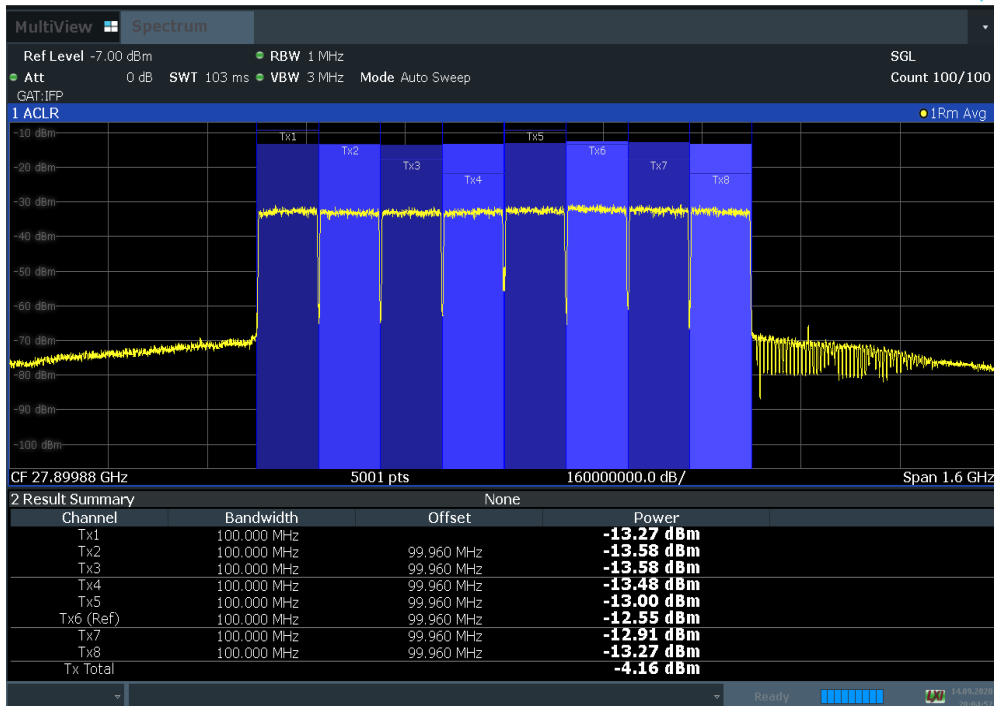 MultiView Spectrum
Ref Level -7.00 dBm RBW 1 MHz SGL
Att 0 dB SWT 103 ms VBW 3 MHz Mode Auto Sweep Count 100/100
GAT:IFP
1 ACLR 1Rm Avg
-10 dBm
Tx1 Tx5
Tx2 Tx6
-20 dBm Tx3 Tx7
Tx4 Tx8
-30 dBm
-40 dBm
-50 dBm
-60 dBm
-70 dBm
-80 dBm
-90 dBm
-100 dBm
CF 27.89988 GHz 5001 pts 160000000.0 dB/ Span 1.6 GHz
2 Result Summary None
Channel Bandwidth Offset Power
Tx1 100.000 MHz -13.27 dBm
Tx2 100.000 MHz 99.960 MHz -13.58 dBm
Tx3 100.000 MHz 99.960 MHz -13.58 dBm
Tx4 100.000 MHz 99.960 MHz -13.48 dBm
Tx5 100.000 MHz 99.960 MHz -13.00 dBm
Tx6 (Ref) 100.000 MHz 99.960 MHz -12.55 dBm
Tx7 100.000 MHz 99.960 MHz -12.91 dBm
Tx8 100.000 MHz 99.960 MHz -13.27 dBm
Tx Total -4.16 dBm
Ready LXI 14.09.2020
20:04:57